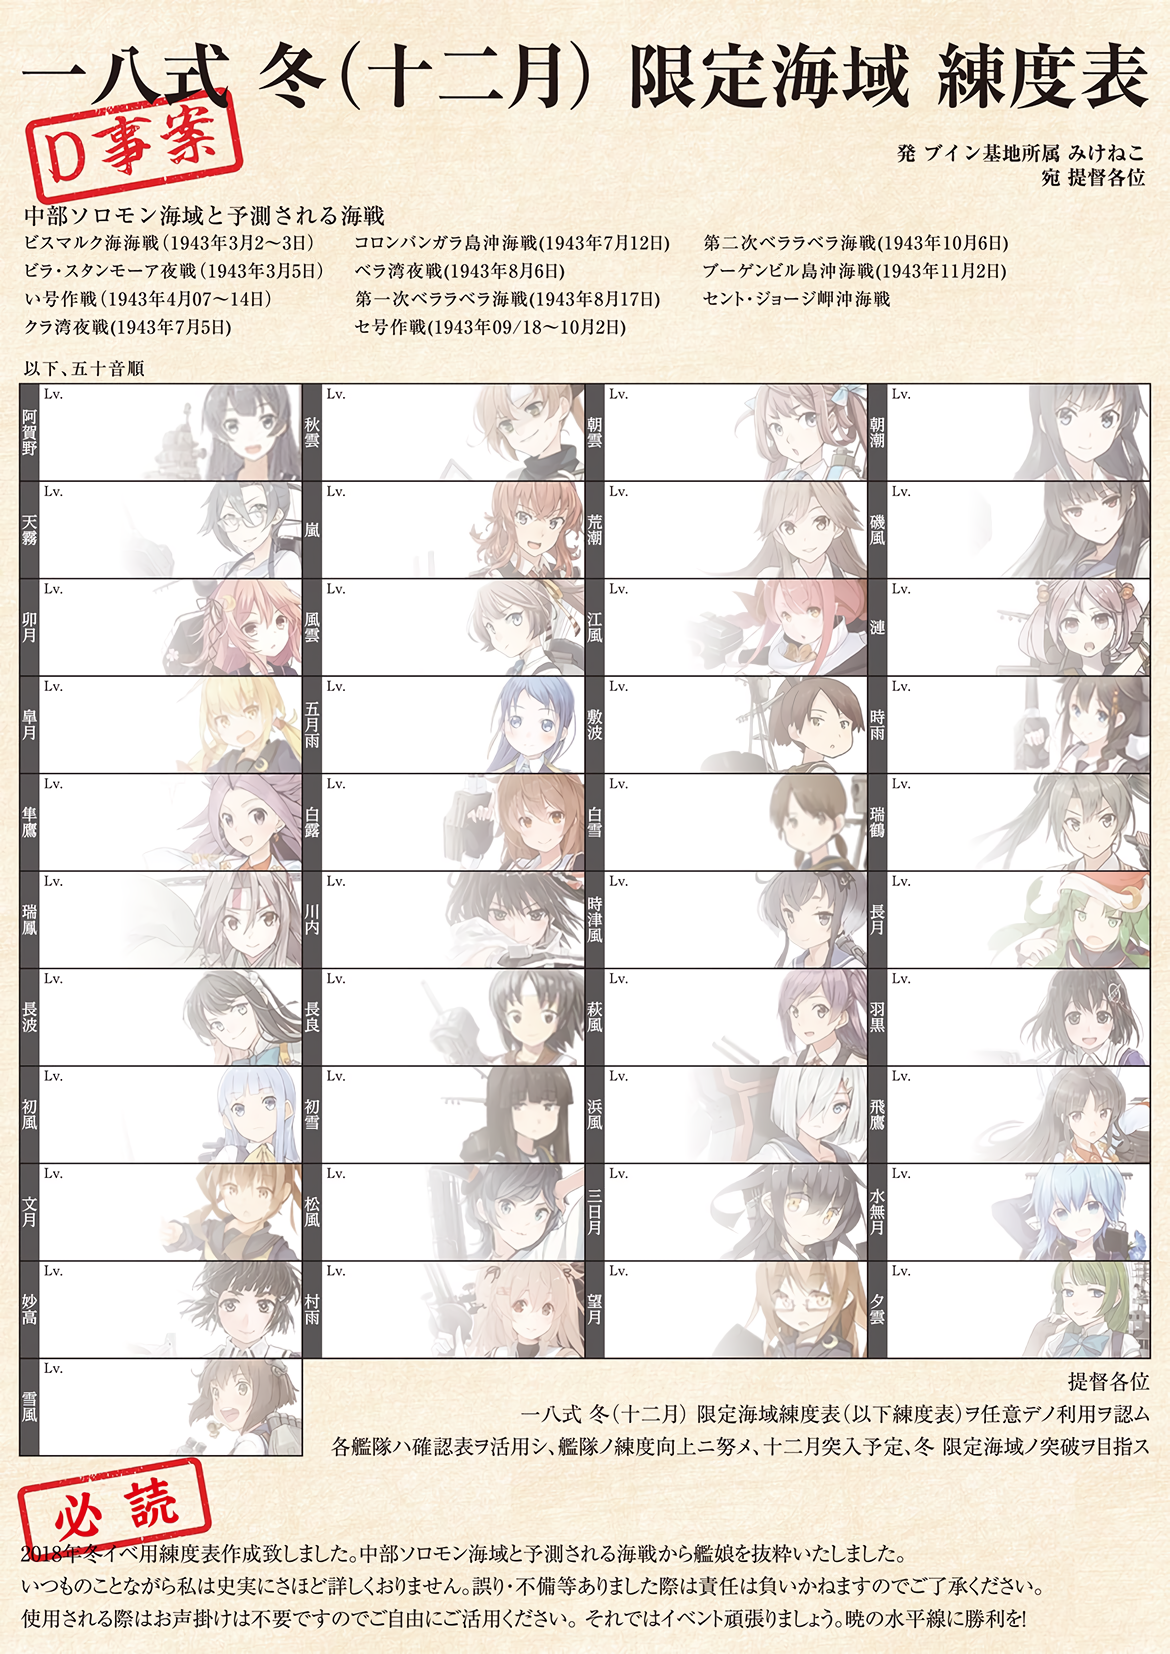 一八式 冬（十二月） 限定海域 練度表
D事案
発 ブイン基地所属 みけねこ
宛 提督各位
中部ソロモン海域と予測される海戦
ビスマルク海海戦（1943年3月2～3日）
ビラ・スタンモーア夜戦（1943年3月5日）
い号作戦（1943年4月07～14日）
クラ湾夜戦(1943年7月5日)
コロンバンガラ島沖海戦(1943年7月12日)
ベラ湾夜戦(1943年8月6日)
第一次ベララベラ海戦(1943年8月17日)
セ号作戦(1943年09/18～10月2日)
第二次ベララベラ海戦(1943年10月6日)
ブーゲンビル島沖海戦(1943年11月2日)
セント・ジョージ岬沖海戦
以下、五十音順
阿賀野 Lv. 秋雲 Lv. 朝雲 Lv. 朝潮 Lv.
天霧 Lv. 嵐 Lv. 荒潮 Lv. 磯風 Lv.
卯月 Lv. 風雲 Lv. 江風 Lv. 漣 Lv.
皐月 Lv. 五月雨 Lv. 敷波 Lv. 時雨 Lv.
隼鷹 Lv. 白露 Lv. 白雪 Lv. 瑞鶴 Lv.
瑞鳳 Lv. 川内 Lv. 時津風 Lv. 長月 Lv.
長波 Lv. 長良 Lv. 萩風 Lv. 羽黒 Lv.
初風 Lv. 初雪 Lv. 浜風 Lv. 飛鷹 Lv.
文月 Lv. 松風 Lv. 三日月 Lv. 水無月 Lv.
妙高 Lv. 村雨 Lv. 望月 Lv. 夕雲 Lv.
雪風 Lv.
提督各位
一八式 冬（十二月） 限定海域練度表（以下練度表）ヲ任意デノ利用ヲ認ム
各艦隊ハ確認表ヲ活用シ、艦隊ノ練度向上ニ努メ、十二月突入予定、冬 限定海域ノ突破ヲ目指ス
必読
2018年冬イベ用練度表作成致しました。中部ソロモン海域と予測される海戦から艦娘を抜粋いたしました。
いつものことながら私は史実にさほど詳しくおりません。誤り・不備等ありました際は責任は負いかねますのでご了承ください。
使用される際はお声掛けは不要ですのでご自由にご活用ください。 それではイベント頑張りましょう。暁の水平線に勝利を!